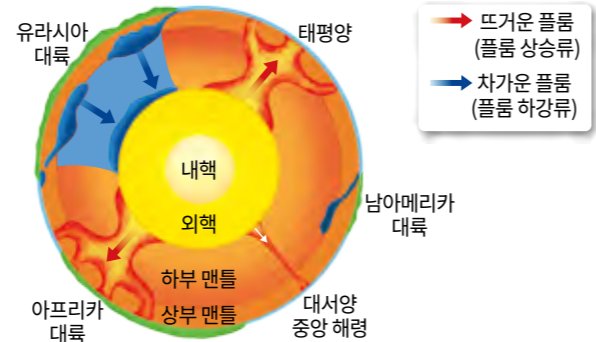 유라시아
대륙
태평양
뜨거운 플룸
(플룸 상승류)
차가운 플룸
(플룸 하강류)
내핵
외핵
남아메리카
대륙
하부 맨틀
상부 맨틀
아프리카
대륙
대서양
중앙 해령